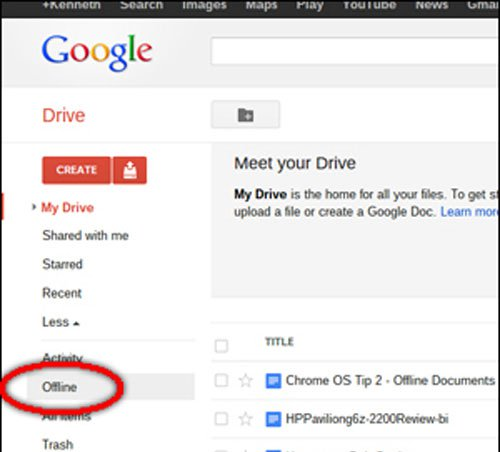 +Kenneth Search Images Maps Play YouTube News Gmai
Google
Drive
CREATE
Meet your Drive
My Drive is the home for all your files. To get st
upload a file or create a Google Doc. Learn more
My Drive
Shared with me
Starred
Recent
Less
TITLE
Activity
Offline
Chrome OS Tip 2 - Offline Documents
All items
HPPaviliong6z-2200Review-bi
Trash